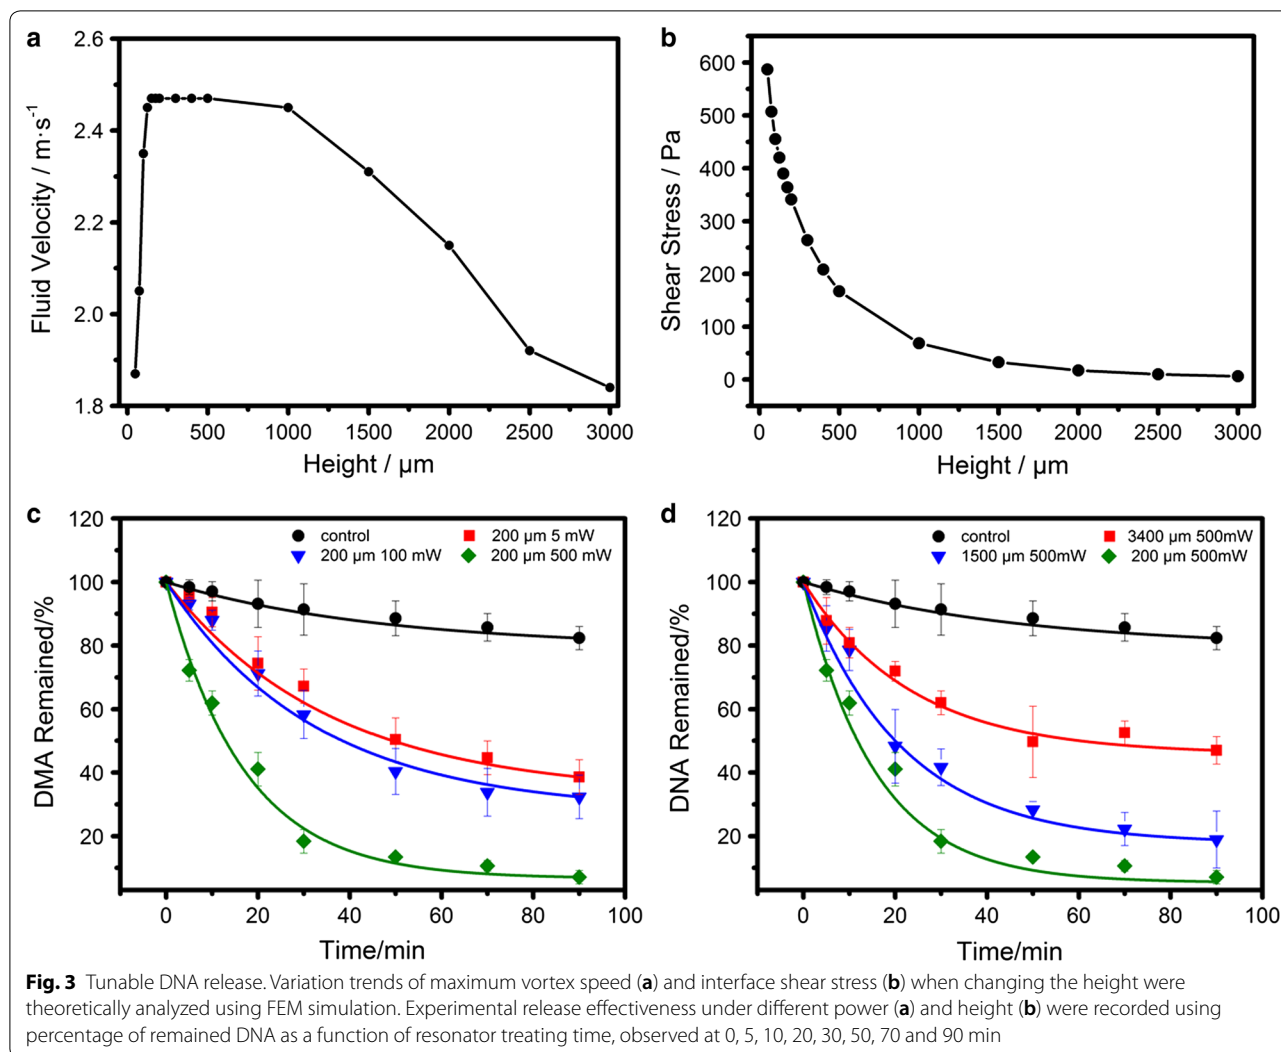 a
2.6
2.4
2.2
2.0
1.8
Fluid Velocity / m·s⁻¹
0 500 1000 1500 2000 2500 3000
Height / µm
b
600
500
400
300
200
100
0
Shear Stress / Pa
0 500 1000 1500 2000 2500 3000
Height / µm
c
120
100
80
60
40
20
DMA Remained/%
control
200 µm 5 mW
200 µm 100 mW
200 µm 500 mW
0 20 40 60 80 100
Time/min
d
120
100
80
60
40
20
DNA Remained/%
control
3400 µm 500mW
1500 µm 500mW
200 µm 500mW
0 20 40 60 80 100
Time/min
Fig. 3 Tunable DNA release. Variation trends of maximum vortex speed (a) and interface shear stress (b) when changing the height were
theoretically analyzed using FEM simulation. Experimental release effectiveness under different power (a) and height (b) were recorded using
percentage of remained DNA as a function of resonator treating time, observed at 0, 5, 10, 20, 30, 50, 70 and 90 min